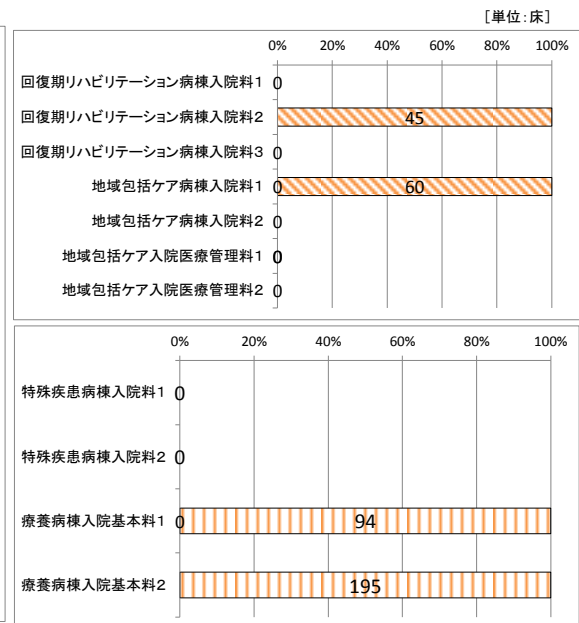 ［単位：床］
0% 20% 40% 60% 80% 100%
回復期リハビリテーション病棟入院料1 0
回復期リハビリテーション病棟入院料2 45
回復期リハビリテーション病棟入院料3 0
地域包括ケア病棟入院料1 0 60
地域包括ケア病棟入院料2 0
地域包括ケア入院医療管理料1 0
地域包括ケア入院医療管理料2 0
0% 20% 40% 60% 80% 100%
特殊疾患病棟入院料1 0
特殊疾患病棟入院料2 0
療養病棟入院基本料1 0 94
療養病棟入院基本料2 195